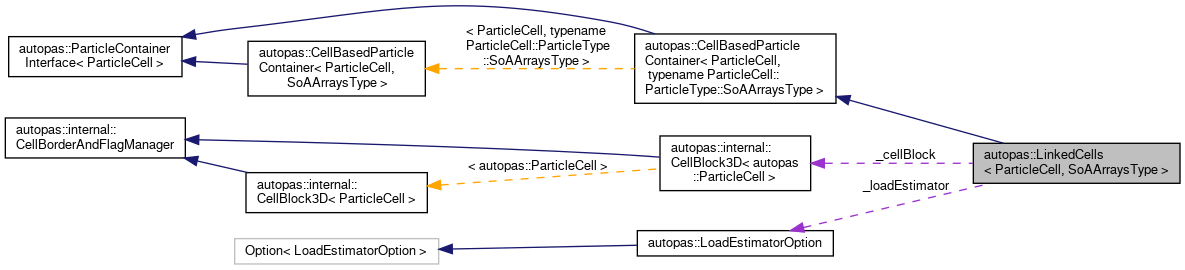 autopas::ParticleContainer
Interface< ParticleCell >
autopas::CellBasedParticle
Container< ParticleCell,
SoAArraysType >
< ParticleCell, typename
ParticleCell::ParticleType
::SoAArraysType >
autopas::CellBasedParticle
Container< ParticleCell,
typename ParticleCell::
ParticleType::SoAArraysType >
autopas::internal::
CellBorderAndFlagManager
autopas::internal::
CellBlock3D< ParticleCell >
< autopas::ParticleCell >
autopas::internal::
CellBlock3D< autopas
::ParticleCell >
_cellBlock
autopas::LinkedCells
< ParticleCell, SoAArraysType >
_loadEstimator
Option< LoadEstimatorOption >
autopas::LoadEstimatorOption